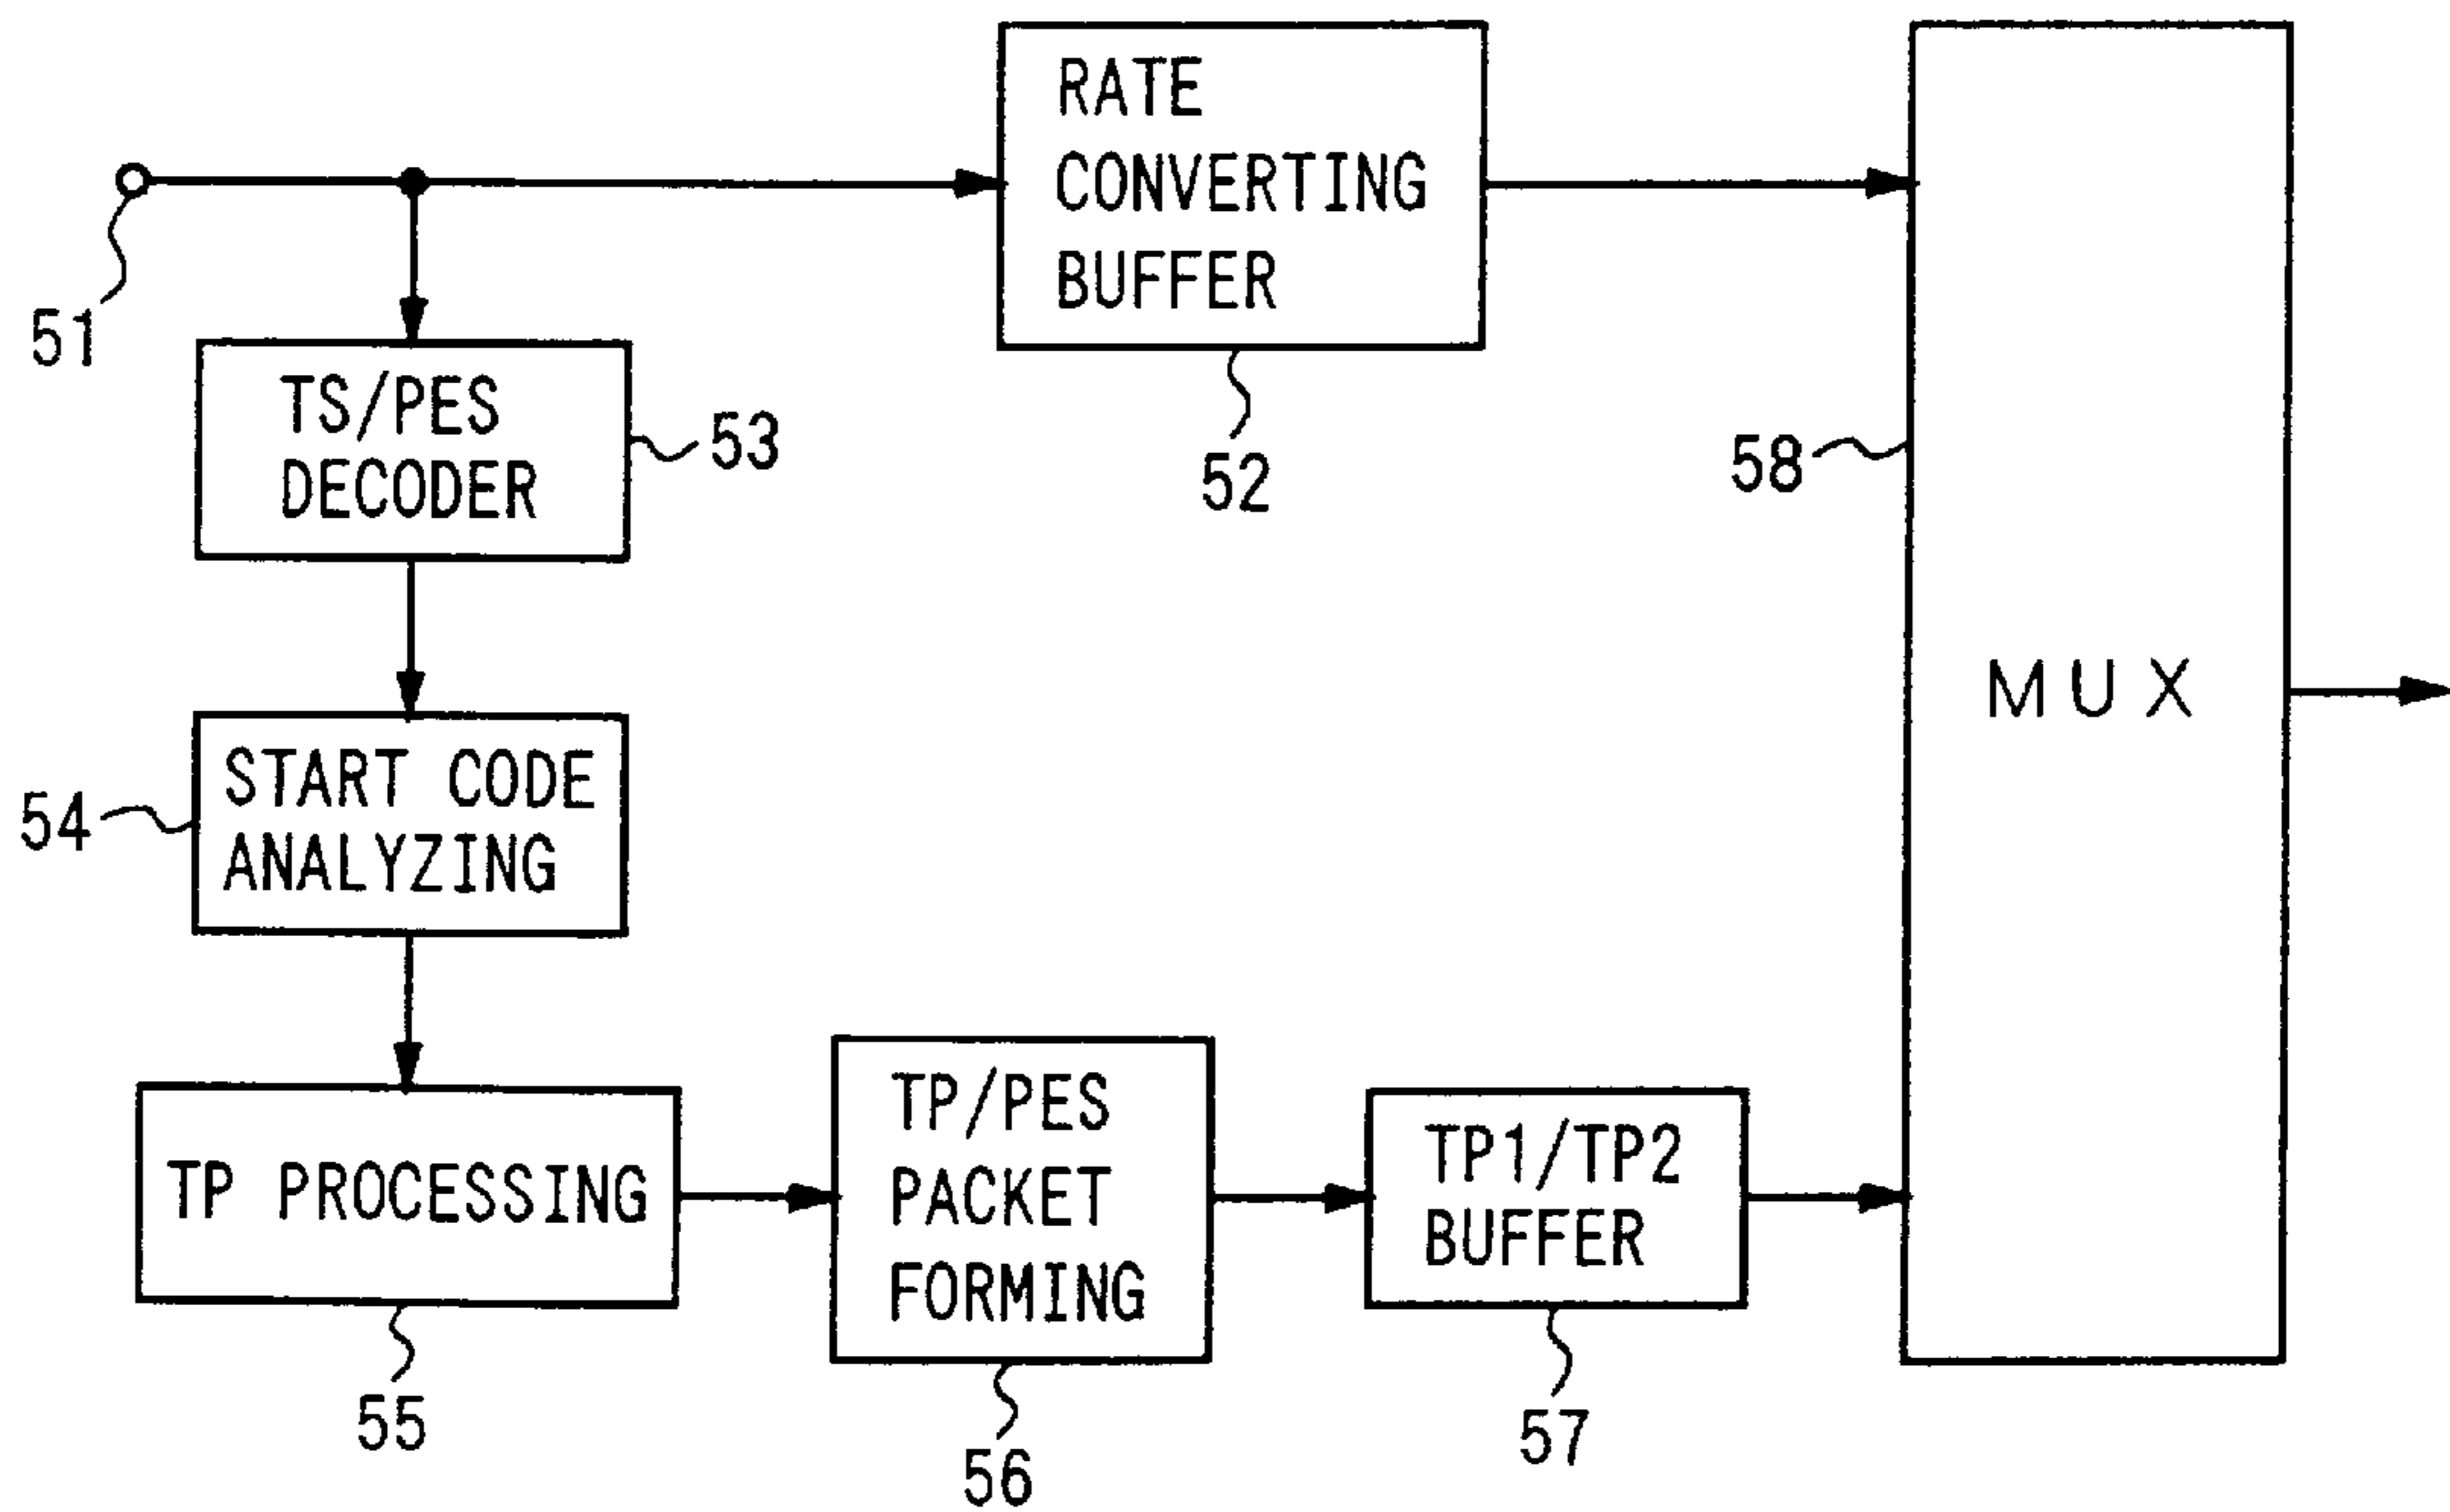 RATE
CONVERTING
BUFFER
51
52
TS/PES
DECODER
53
58
MUX
START CODE
ANALYZING
54
TP PROCESSING
55
TP/PES
PACKET
FORMING
56
TP1/TP2
BUFFER
57